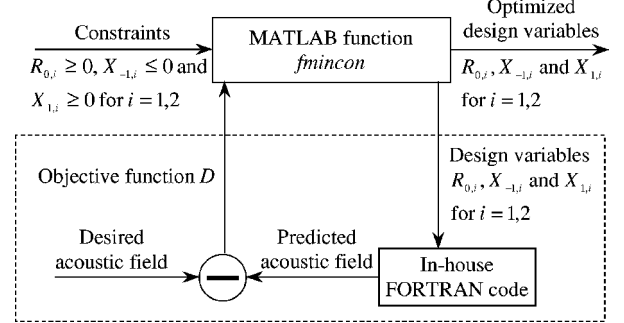 Constraints
R₀,ᵢ ≥ 0, X₋₁,ᵢ ≤ 0 and
X₁,ᵢ ≥ 0 for i = 1,2
MATLAB function
fmincon
Optimized
design variables
R₀,ᵢ, X₋₁,ᵢ and X₁,ᵢ
for i = 1,2
Objective function D
Design variables
R₀,ᵢ, X₋₁,ᵢ and X₁,ᵢ
for i = 1,2
Desired
acoustic field
Predicted
acoustic field
In-house
FORTRAN code